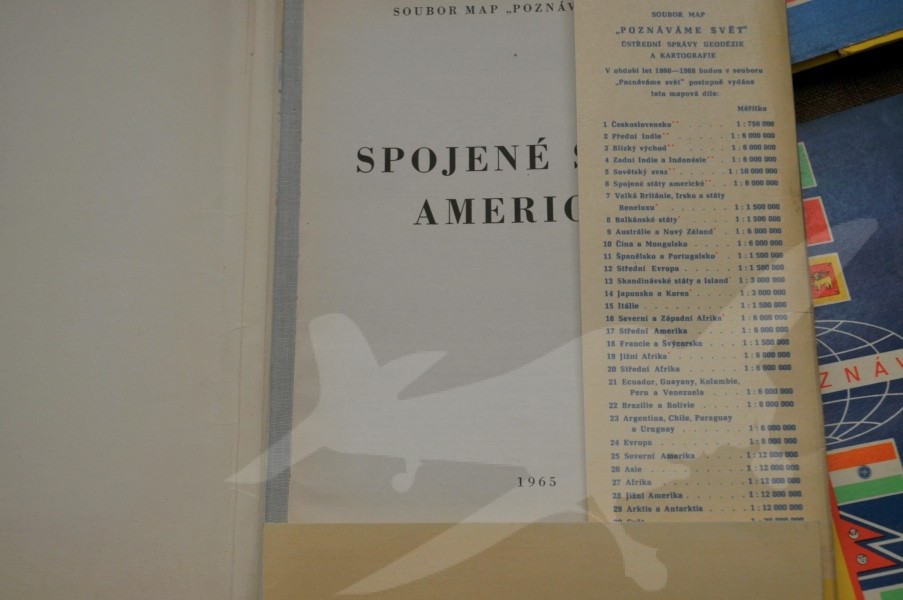 SOUBOR MAP „POZNÁV
SPOJENÉ
AMERIC
1965
SOUBOR MAP
„POZNÁVÁME SVĚT"
ÚSTŘEDNÍ SPRÁVY GEODÉZIE
A KARTOGRAFIE
V období let 1960—1968 budou v souboru
„Poznáváme svět" postupně vydána
tato mapová díla:
Měřítko
1 Československo** . . . . 1 : 750 000
2 Přední Indie** . . . . 1 : 6 000 000
3 Blízký východ** . . . . 1 : 6 000 000
4 Zadní Indie a Indonésie** . . 1 : 6 000 000
5 Sovětský svaz** . . . . 1 : 10 000 000
6 Spojené státy americké** . . 1 : 6 000 000
7 Velká Británie, Irsko a státy
Beneluxu* . . . . . . 1 : 1 500 000
8 Balkánské státy* . . . . 1 : 1 500 000
9 Austrálie a Nový Zéland* . . 1 : 6 000 000
10 Čína a Mongolsko . . . . 1 : 6 000 000
11 Španělsko a Portugalsko* . . 1 : 1 500 000
12 Střední Evropa . . . . . 1 : 1 500 000
13 Skandinávské státy a Island* 1 : 3 000 000
14 Japonsko a Korea* . . . . 1 : 3 000 000
15 Itálie . . . . . . . 1 : 1 500 000
16 Severní a Západní Afrika* . 1 : 6 000 000
17 Střední Amerika . . . . 1 : 6 000 000
18 Francie a Švýcarsko . . . 1 : 1 500 000
19 Jižní Afrika* . . . . . 1 : 6 000 000
20 Střední Afrika . . . . . 1 : 6 000 000
21 Ecuador, Guayany, Kolumbie,
Peru a Venezuela . . . . 1 : 6 000 000
22 Brazílie a Bolívie . . . . 1 : 6 000 000
23 Argentina, Chile, Paraguay
a Uruguay . . . . . . 1 : 6 000 000
24 Evropa . . . . . . . 1 : 6 000 000
25 Severní Amerika . . . . 1 : 12 000 000
26 Asie . . . . . . . . 1 : 12 000 000
27 Afrika . . . . . . . 1 : 12 000 000
28 Jižní Amerika . . . . . 1 : 12 000 000
29 Arktis a Antarktis . . . . 1 : 12 000 000
ZNÁV